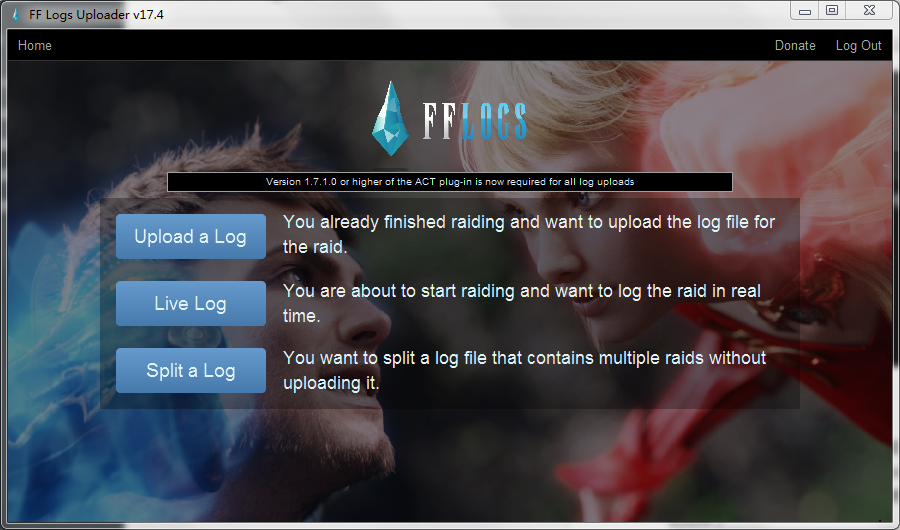 FF Logs Uploader v17.4
Home
Donate
Log Out
FFLOGS
Version 1.7.1.0 or higher of the ACT plug-in is now required for all log uploads
Upload a Log
You already finished raiding and want to upload the log file for
the raid.
Live Log
You are about to start raiding and want to log the raid in real
time.
Split a Log
You want to split a log file that contains multiple raids without
uploading it.